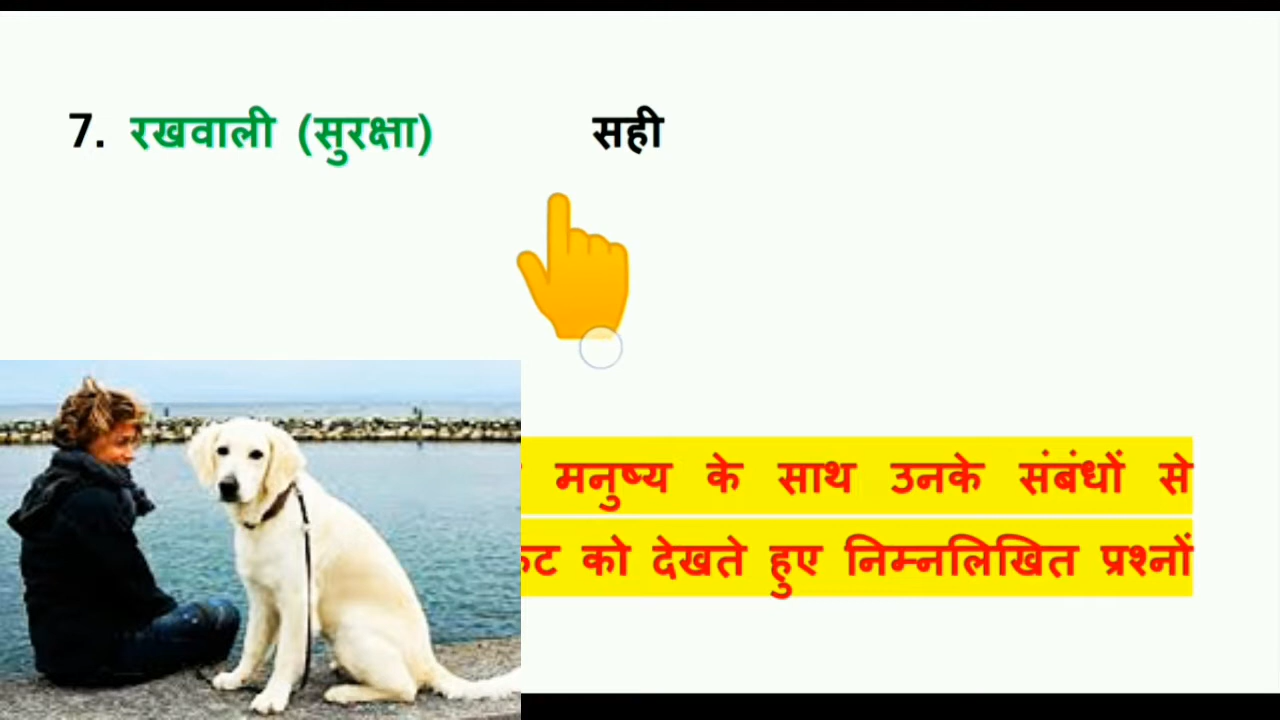 7. रखवाली (सुरक्षा) सही
मनुष्य के साथ उनके संबंधों से
को देखते हुए निम्नलिखित प्रश्नों